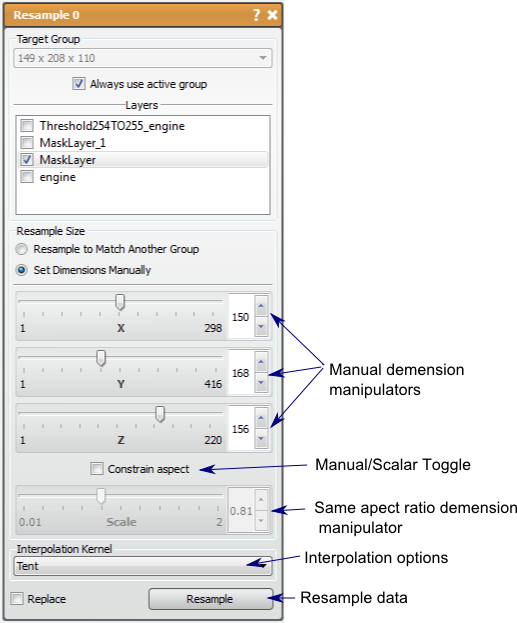 Resample 0
? ×
Target Group
149 x 208 x 110
Always use active group
Layers
Threshold254TO255_engine
MaskLayer_1
MaskLayer
engine
Resample Size
Resample to Match Another Group
Set Dimensions Manually
1 X 298 150
1 Y 416 168
1 Z 220 156
Manual demension
manipulators
Constrain aspect
Manual/Scalar Toggle
0.01 Scale 2 0.81
Same apect ratio demension
manipulator
Interpolation Kernel
Tent
Interpolation options
Replace
Resample
Resample data